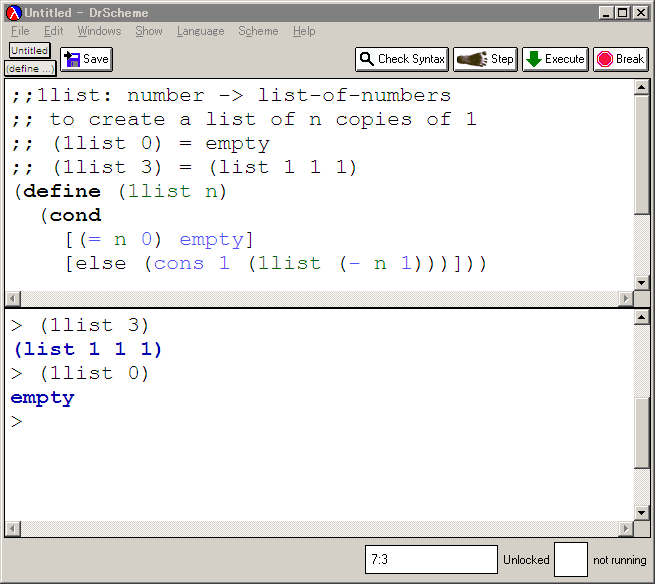 Untitled - DrScheme
File Edit Windows Show Language Scheme Help
Untitled
(define ...)
Save
Check Syntax
Step
Execute
Break
;;1list: number -> list-of-numbers
;; to create a list of n copies of 1
;; (1list 0) = empty
;; (1list 3) = (list 1 1 1)
(define (1list n)
  (cond
    [(= n 0) empty]
    [else (cons 1 (1list (- n 1)))]))
> (1list 3)
(list 1 1 1)
> (1list 0)
empty
>
7:3 Unlocked not running